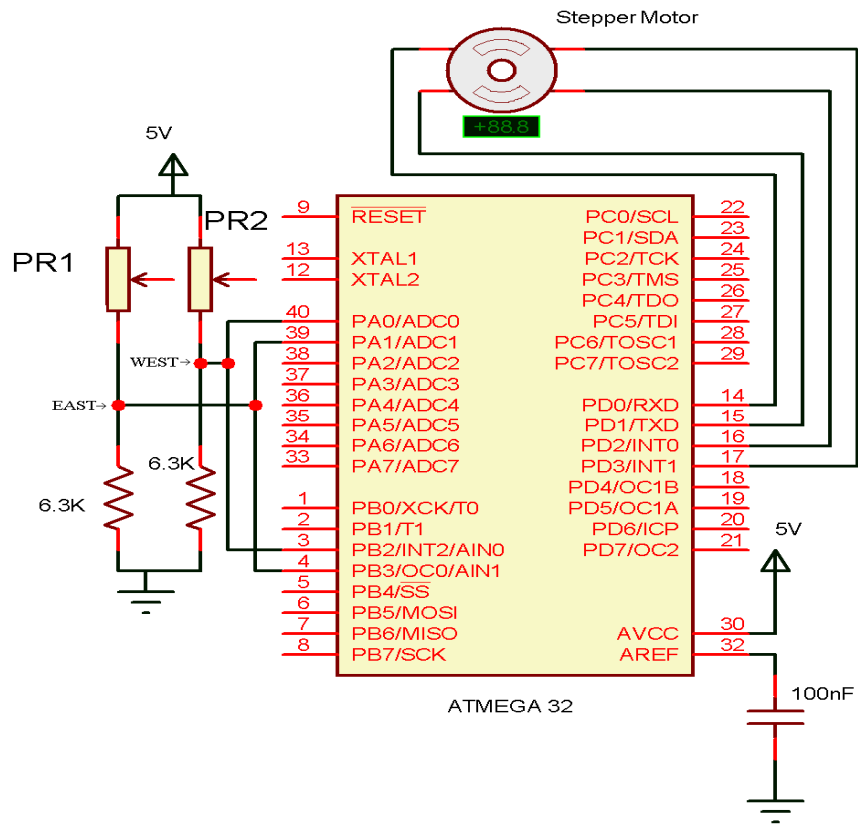 Stepper Motor
+88.8
5V
PR1
PR2
WEST→
EAST→
6.3K
6.3K
9 RESET
13 XTAL1
12 XTAL2
40 PA0/ADC0
39 PA1/ADC1
38 PA2/ADC2
37 PA3/ADC3
36 PA4/ADC4
35 PA5/ADC5
34 PA6/ADC6
33 PA7/ADC7
1 PB0/XCK/T0
2 PB1/T1
3 PB2/INT2/AIN0
4 PB3/OC0/AIN1
5 PB4/SS
6 PB5/MOSI
7 PB6/MISO
8 PB7/SCK
PC0/SCL 22
PC1/SDA 23
PC2/TCK 24
PC3/TMS 25
PC4/TDO 26
PC5/TDI 27
PC6/TOSC1 28
PC7/TOSC2 29
PD0/RXD 14
PD1/TXD 15
PD2/INT0 16
PD3/INT1 17
PD4/OC1B 18
PD5/OC1A 19
PD6/ICP 20
PD7/OC2 21
AVCC 30
AREF 32
5V
100nF
ATMEGA 32